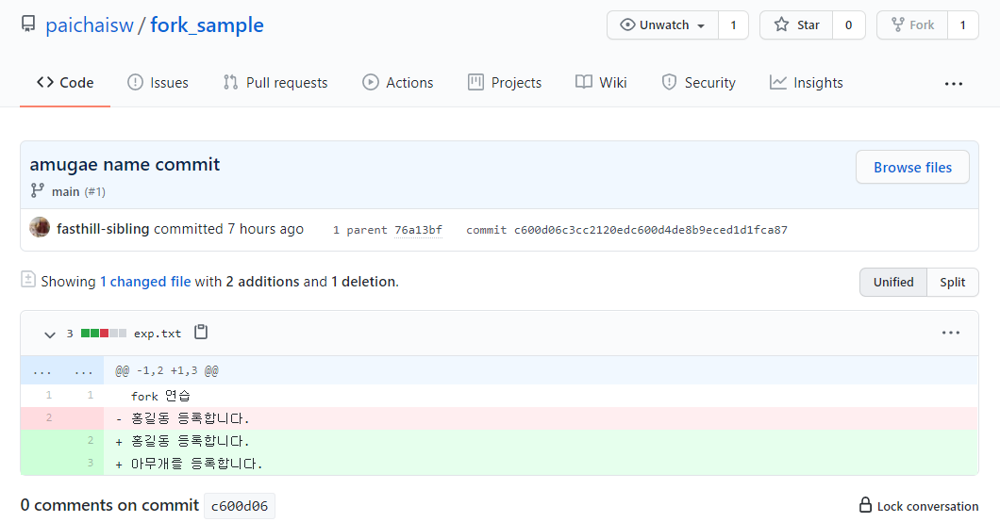 paichaisw / fork_sample
Unwatch 1 Star 0 Fork 1
Code Issues Pull requests Actions Projects Wiki Security Insights ...
amugae name commit
Browse files
main (#1)
fasthill-sibling committed 7 hours ago 1 parent 76a13bf commit c600d06c3cc2120edc600d4de8b9eced1d1fca87
Showing 1 changed file with 2 additions and 1 deletion.
Unified Split
3 exp.txt ...
... ... @@ -1,2 +1,3 @@
1 1 fork 연습
2 - 홍길동 등록합니다.
2 + 홍길동 등록합니다.
3 + 아무개를 등록합니다.
0 comments on commit c600d06
Lock conversation